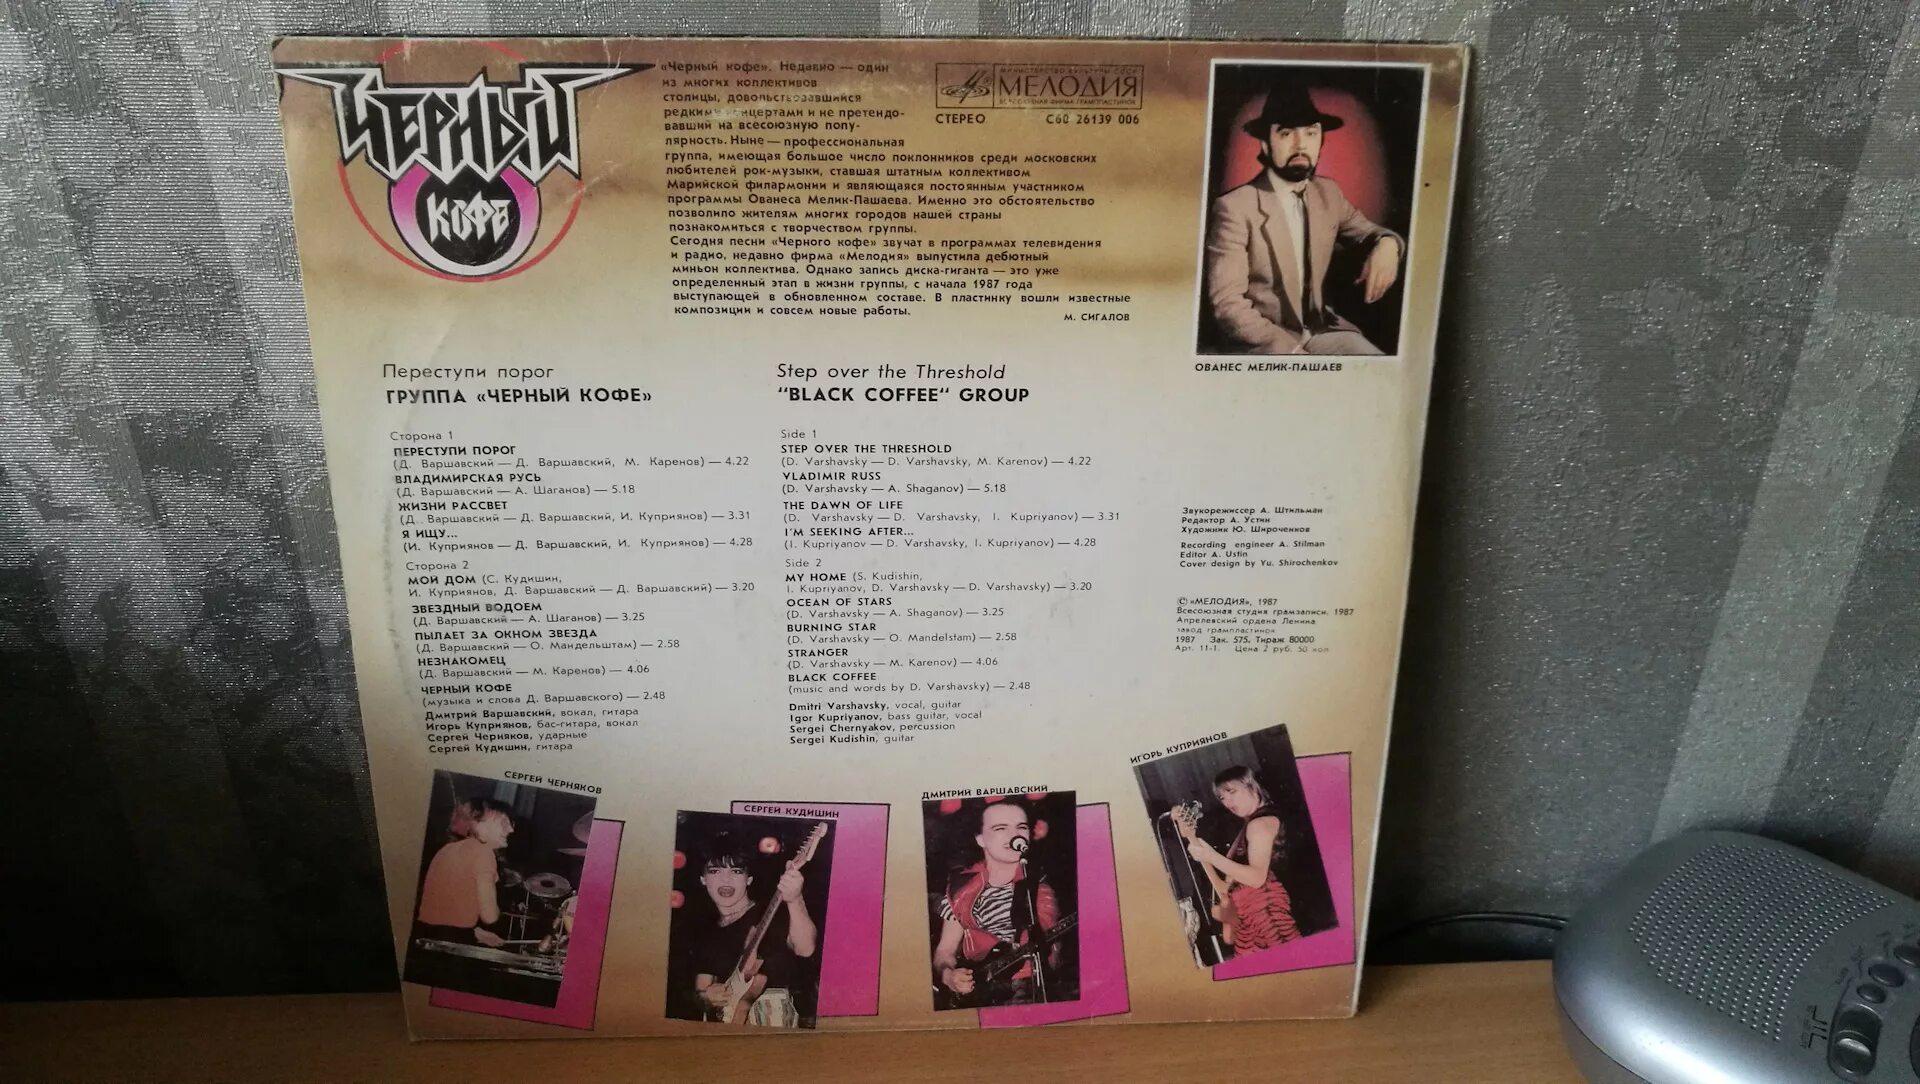 ЧЕРНЫЙ
КОФЕ
«Черный кофе». Недавно — один
из многих коллективов
столицы, довольствовавшийся
редкими концертами и не претендо-
вавший на всесоюзную попу-
лярность. Ныне — профессиональная
группа, имеющая большое число поклонников среди московских
любителей рок-музыки, ставшая штатным коллективом
Марийской филармонии и являющаяся постоянным участником
программы Ованеса Мелик-Пашаева. Именно это обстоятельство
позволило жителям многих городов нашей страны
познакомиться с творчеством группы.
Сегодня песни «Черного кофе» звучат в программах телевидения
и радио, недавно фирма «Мелодия» выпустила дебютный
миньон коллектива. Однако запись диска-гиганта — это уже
определенный этап в жизни группы, с начала 1987 года
выступающей в обновленном составе. В пластинку вошли известные
композиции и совсем новые работы.
М. СИГАЛОВ
МИНИСТЕРСТВО КУЛЬТУРЫ СССР
МЕЛОДИЯ
ВСЕСОЮЗНАЯ ФИРМА ГРАМПЛАСТИНОК
СТЕРЕО С60 26139 006
ОВАНЕС МЕЛИК-ПАШАЕВ
Переступи порог
ГРУППА «ЧЕРНЫЙ КОФЕ»
Сторона 1
ПЕРЕСТУПИ ПОРОГ
(Д. Варшавский — Д. Варшавский, М. Каренов) — 4.22
ВЛАДИМИРСКАЯ РУСЬ
(Д. Варшавский — А. Шаганов) — 5.18
ЖИЗНИ РАССВЕТ
(Д. Варшавский — Д. Варшавский, И. Куприянов) — 3.31
Я ИЩУ...
(И. Куприянов — Д. Варшавский, И. Куприянов) — 4.28
Сторона 2
МОЙ ДОМ (С. Кудишин,
И. Куприянов, Д. Варшавский — Д. Варшавский) — 3.20
ЗВЕЗДНЫЙ ВОДОЕМ
(Д. Варшавский — А. Шаганов) — 3.25
ПЫЛАЕТ ЗА ОКНОМ ЗВЕЗДА
(Д. Варшавский — О. Мандельштам) — 2.58
НЕЗНАКОМЕЦ
(Д. Варшавский — М. Каренов) — 4.06
ЧЕРНЫЙ КОФЕ
(музыка и слова Д. Варшавского) — 2.48
Дмитрий Варшавский, вокал, гитара
Игорь Куприянов, бас-гитара, вокал
Сергей Черняков, ударные
Сергей Кудишин, гитара
Step over the Threshold
"BLACK COFFEE" GROUP
Side 1
STEP OVER THE THRESHOLD
(D. Varshavsky — D. Varshavsky, M. Karenov) — 4.22
VLADIMIR RUSS
(D. Varshavsky — A. Shaganov) — 5.18
THE DAWN OF LIFE
(D. Varshavsky — D. Varshavsky, I. Kupriyanov) — 3.31
I'M SEEKING AFTER...
(I. Kupriyanov — D. Varshavsky, I. Kupriyanov) — 4.28
Side 2
MY HOME (S. Kudishin,
I. Kupriyanov, D. Varshavsky — D. Varshavsky) — 3.20
OCEAN OF STARS
(D. Varshavsky — A. Shaganov) — 3.25
BURNING STAR
(D. Varshavsky — O. Mandelstam) — 2.58
STRANGER
(D. Varshavsky — M. Karenov) — 4.06
BLACK COFFEE
(music and words by D. Varshavsky) — 2.48
Dmitri Varshavsky, vocal, guitar
Igor Kupriyanov, bass guitar, vocal
Sergei Chernyakov, percussion
Sergei Kudishin, guitar
Звукорежиссер А. Штильман
Редактор А. Устин
Художник Ю. Широченков
Recording engineer A. Stilman
Editor A. Ustin
Cover design by Yu. Shirochenkov
© «МЕЛОДИЯ», 1987
Всесоюзная студия грамзаписи, 1987
Апрелевский ордена Ленина
завод грампластинок
1987 Зак. 575. Тираж 80000
Арт. 11-1. Цена 2 руб. 50 коп.
СЕРГЕЙ ЧЕРНЯКОВ
СЕРГЕЙ КУДИШИН
ДМИТРИЙ ВАРШАВСКИЙ
ИГОРЬ КУПРИЯНОВ